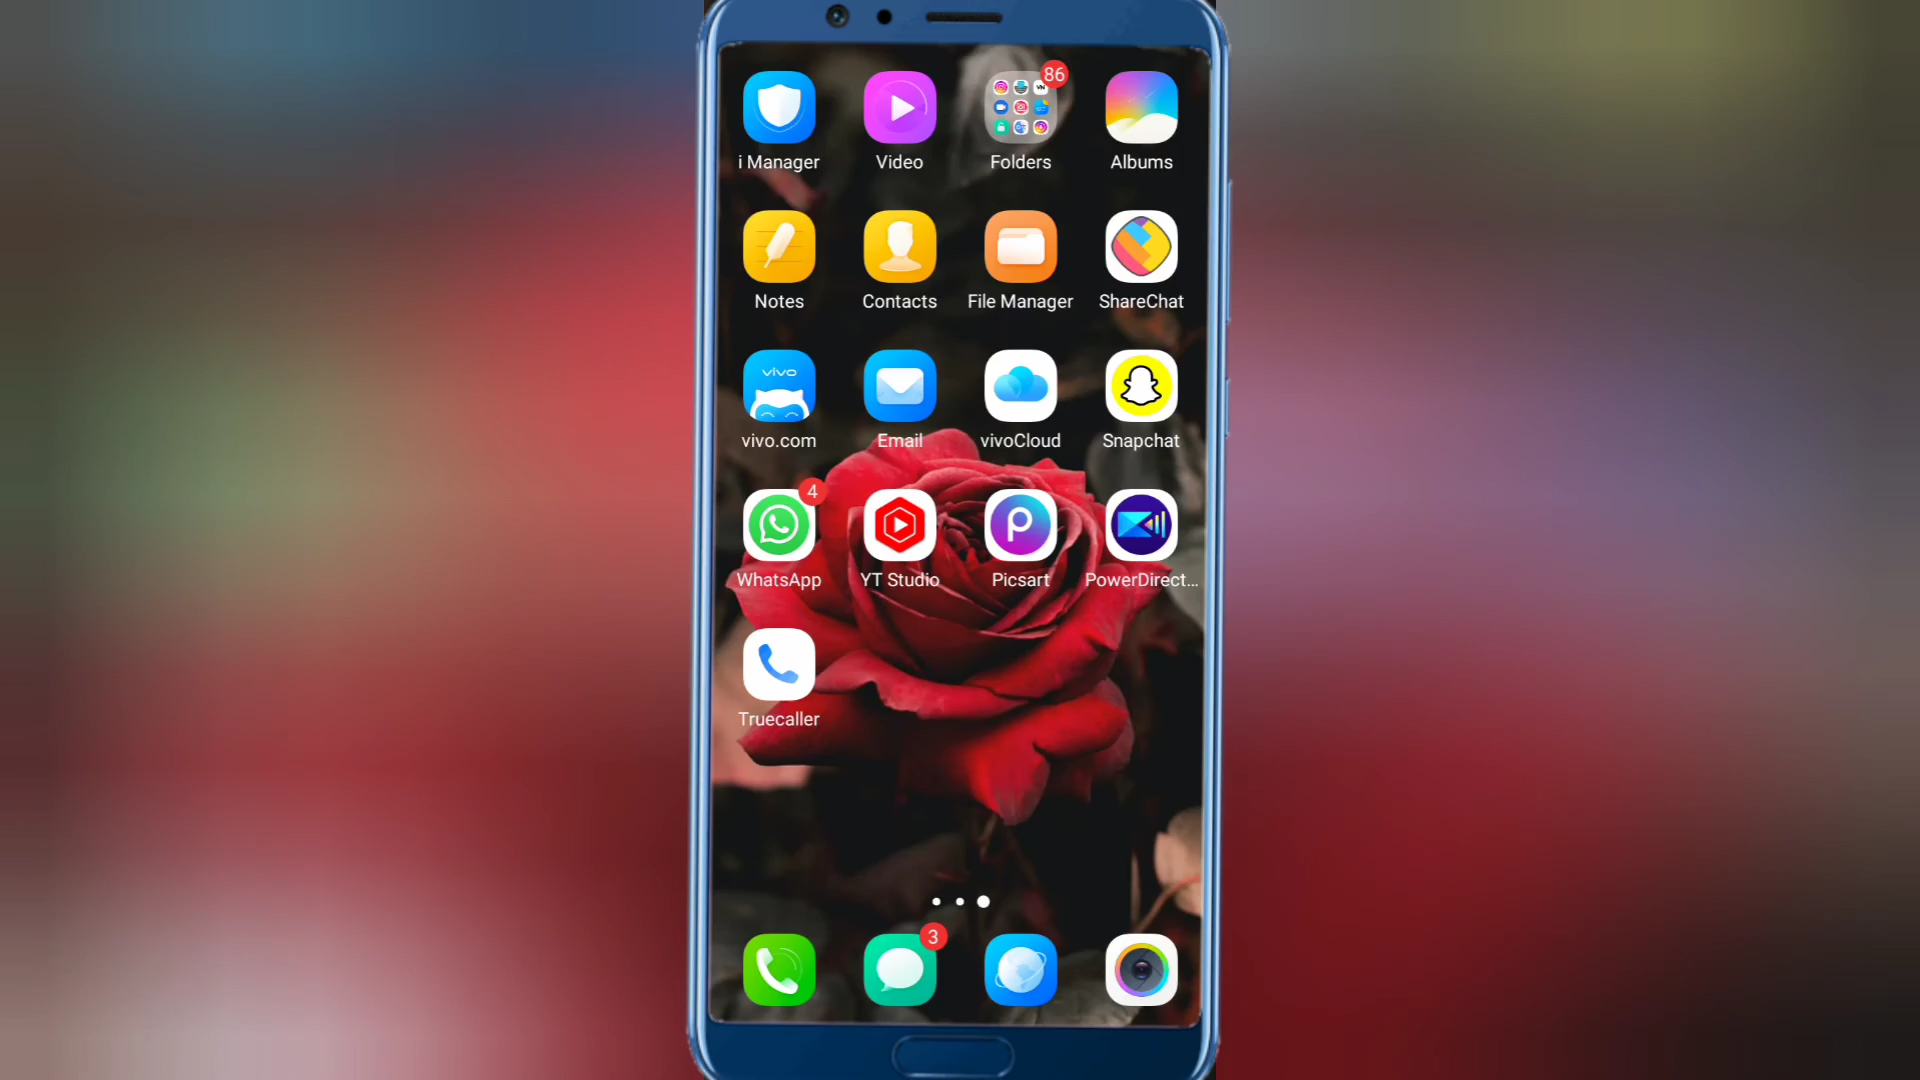 86
i Manager
Video
Folders
Albums
Notes
Contacts
File Manager
ShareChat
vivo
vivo.com
Email
vivoCloud
Snapchat
4
WhatsApp
YT Studio
Picsart
PowerDirect...
Truecaller
3